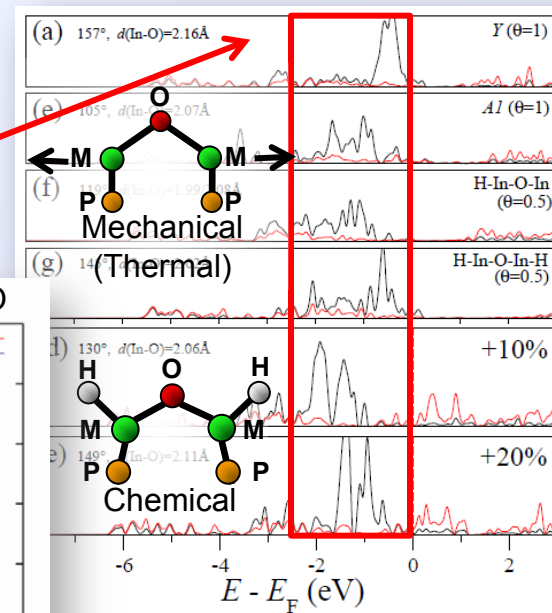 (a) 157°, d(In-O)=2.16Å Y (θ=1)
(e) 105°, d(In-O)=2.07Å A1 (θ=1)
O
M M
P P
(f) H-In-O-In
(θ=0.5)
Mechanical
(Thermal)
(g) H-In-O-In-H
(θ=0.5)
130°, d(In-O)=2.06Å +10%
H O H
M M
P P
149°, d(In-O)=2.11Å +20%
Chemical
-6 -4 -2 0 2
E - EF (eV)